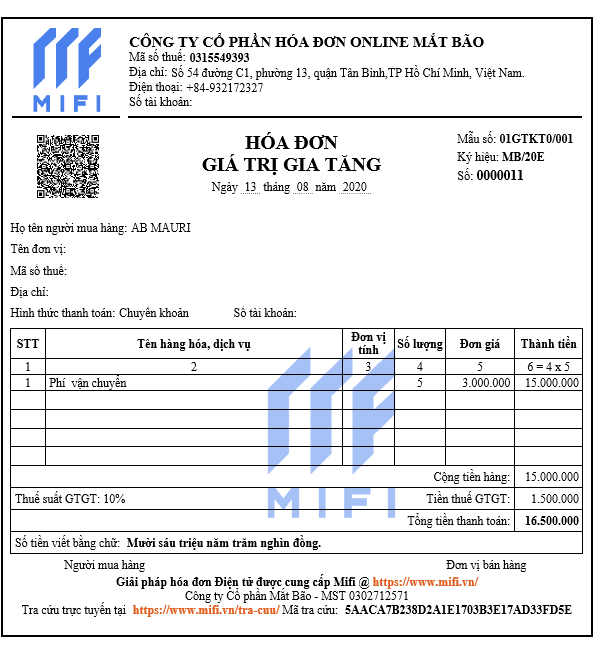 MIFI
CÔNG TY CỔ PHẦN HÓA ĐƠN ONLINE MẮT BÃO
Mã số thuế: 0315549393
Địa chỉ: Số 54 đường C1, phường 13, quận Tân Bình,TP Hồ Chí Minh, Việt Nam.
Điện thoại: +84-932172327
Số tài khoản:
HÓA ĐƠN
GIÁ TRỊ GIA TĂNG
Ngày 13 tháng 08 năm 2020
Mẫu số: 01GTKT0/001
Ký hiệu: MB/20E
Số: 0000011
Họ tên người mua hàng: AB MAURI
Tên đơn vị:
Mã số thuế:
Địa chỉ:
Hình thức thanh toán: Chuyển khoản Số tài khoản:
STT Tên hàng hóa, dịch vụ Đơn vị tính Số lượng Đơn giá Thành tiền
1 2 3 4 5 6 = 4 x 5
1 Phí vận chuyển 5 3.000.000 15.000.000
MIFI
Cộng tiền hàng: 15.000.000
Thuế suất GTGT: 10% Tiền thuế GTGT: 1.500.000
Tổng tiền thanh toán: 16.500.000
Số tiền viết bằng chữ: Mười sáu triệu năm trăm nghìn đồng.
Người mua hàng Đơn vị bán hàng
Giải pháp hóa đơn Điện tử được cung cấp Mifi @ https://www.mifi.vn/
Công ty Cổ phần Mắt Bão - MST 0302712571
Tra cứu trực tuyến tại https://www.mifi.vn/tra-cuu/ Mã tra cứu: 5AACA7B238D2A1E1703B3E17AD33FD5E